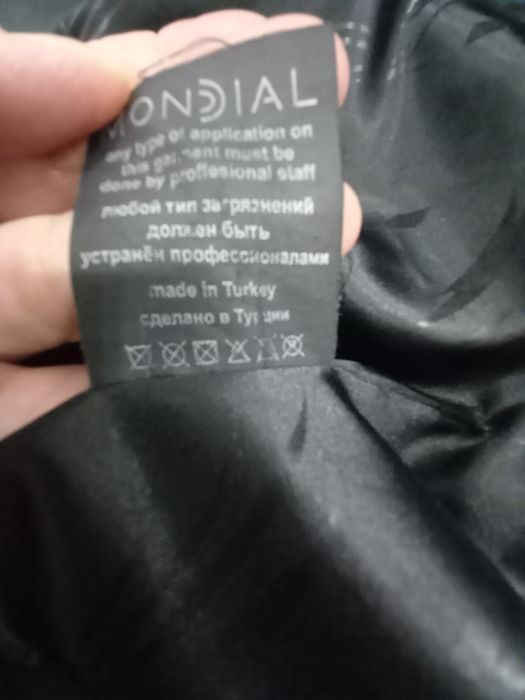 MONDIAL
any type of application on
this garment must be
done by proffesional staff
любой тип загрязнений
должен быть
устранён профессионалами
made in Turkey
сделано в Турции